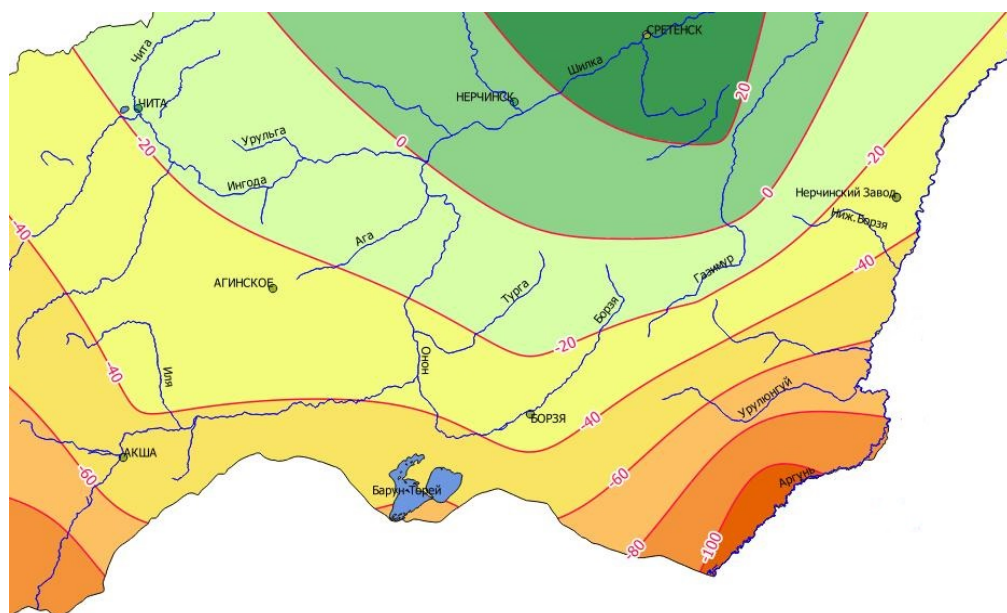 СРЕТЕНСК
Чита
Шилка
20
НЕРЧИНСК
ЧИТА
Урульга
0
-20
-20
Ингода
0
Нерчинский Завод
Ниж.Борзя
-40
Ага
-40
Газимур
АГИНСКОЕ
Турга
Борзя
-20
Онон
-40
Иля
Урулюнгуй
БОРЗЯ
-40
АКША
-60
-60
Аргунь
Барун-Торей
-80
-100